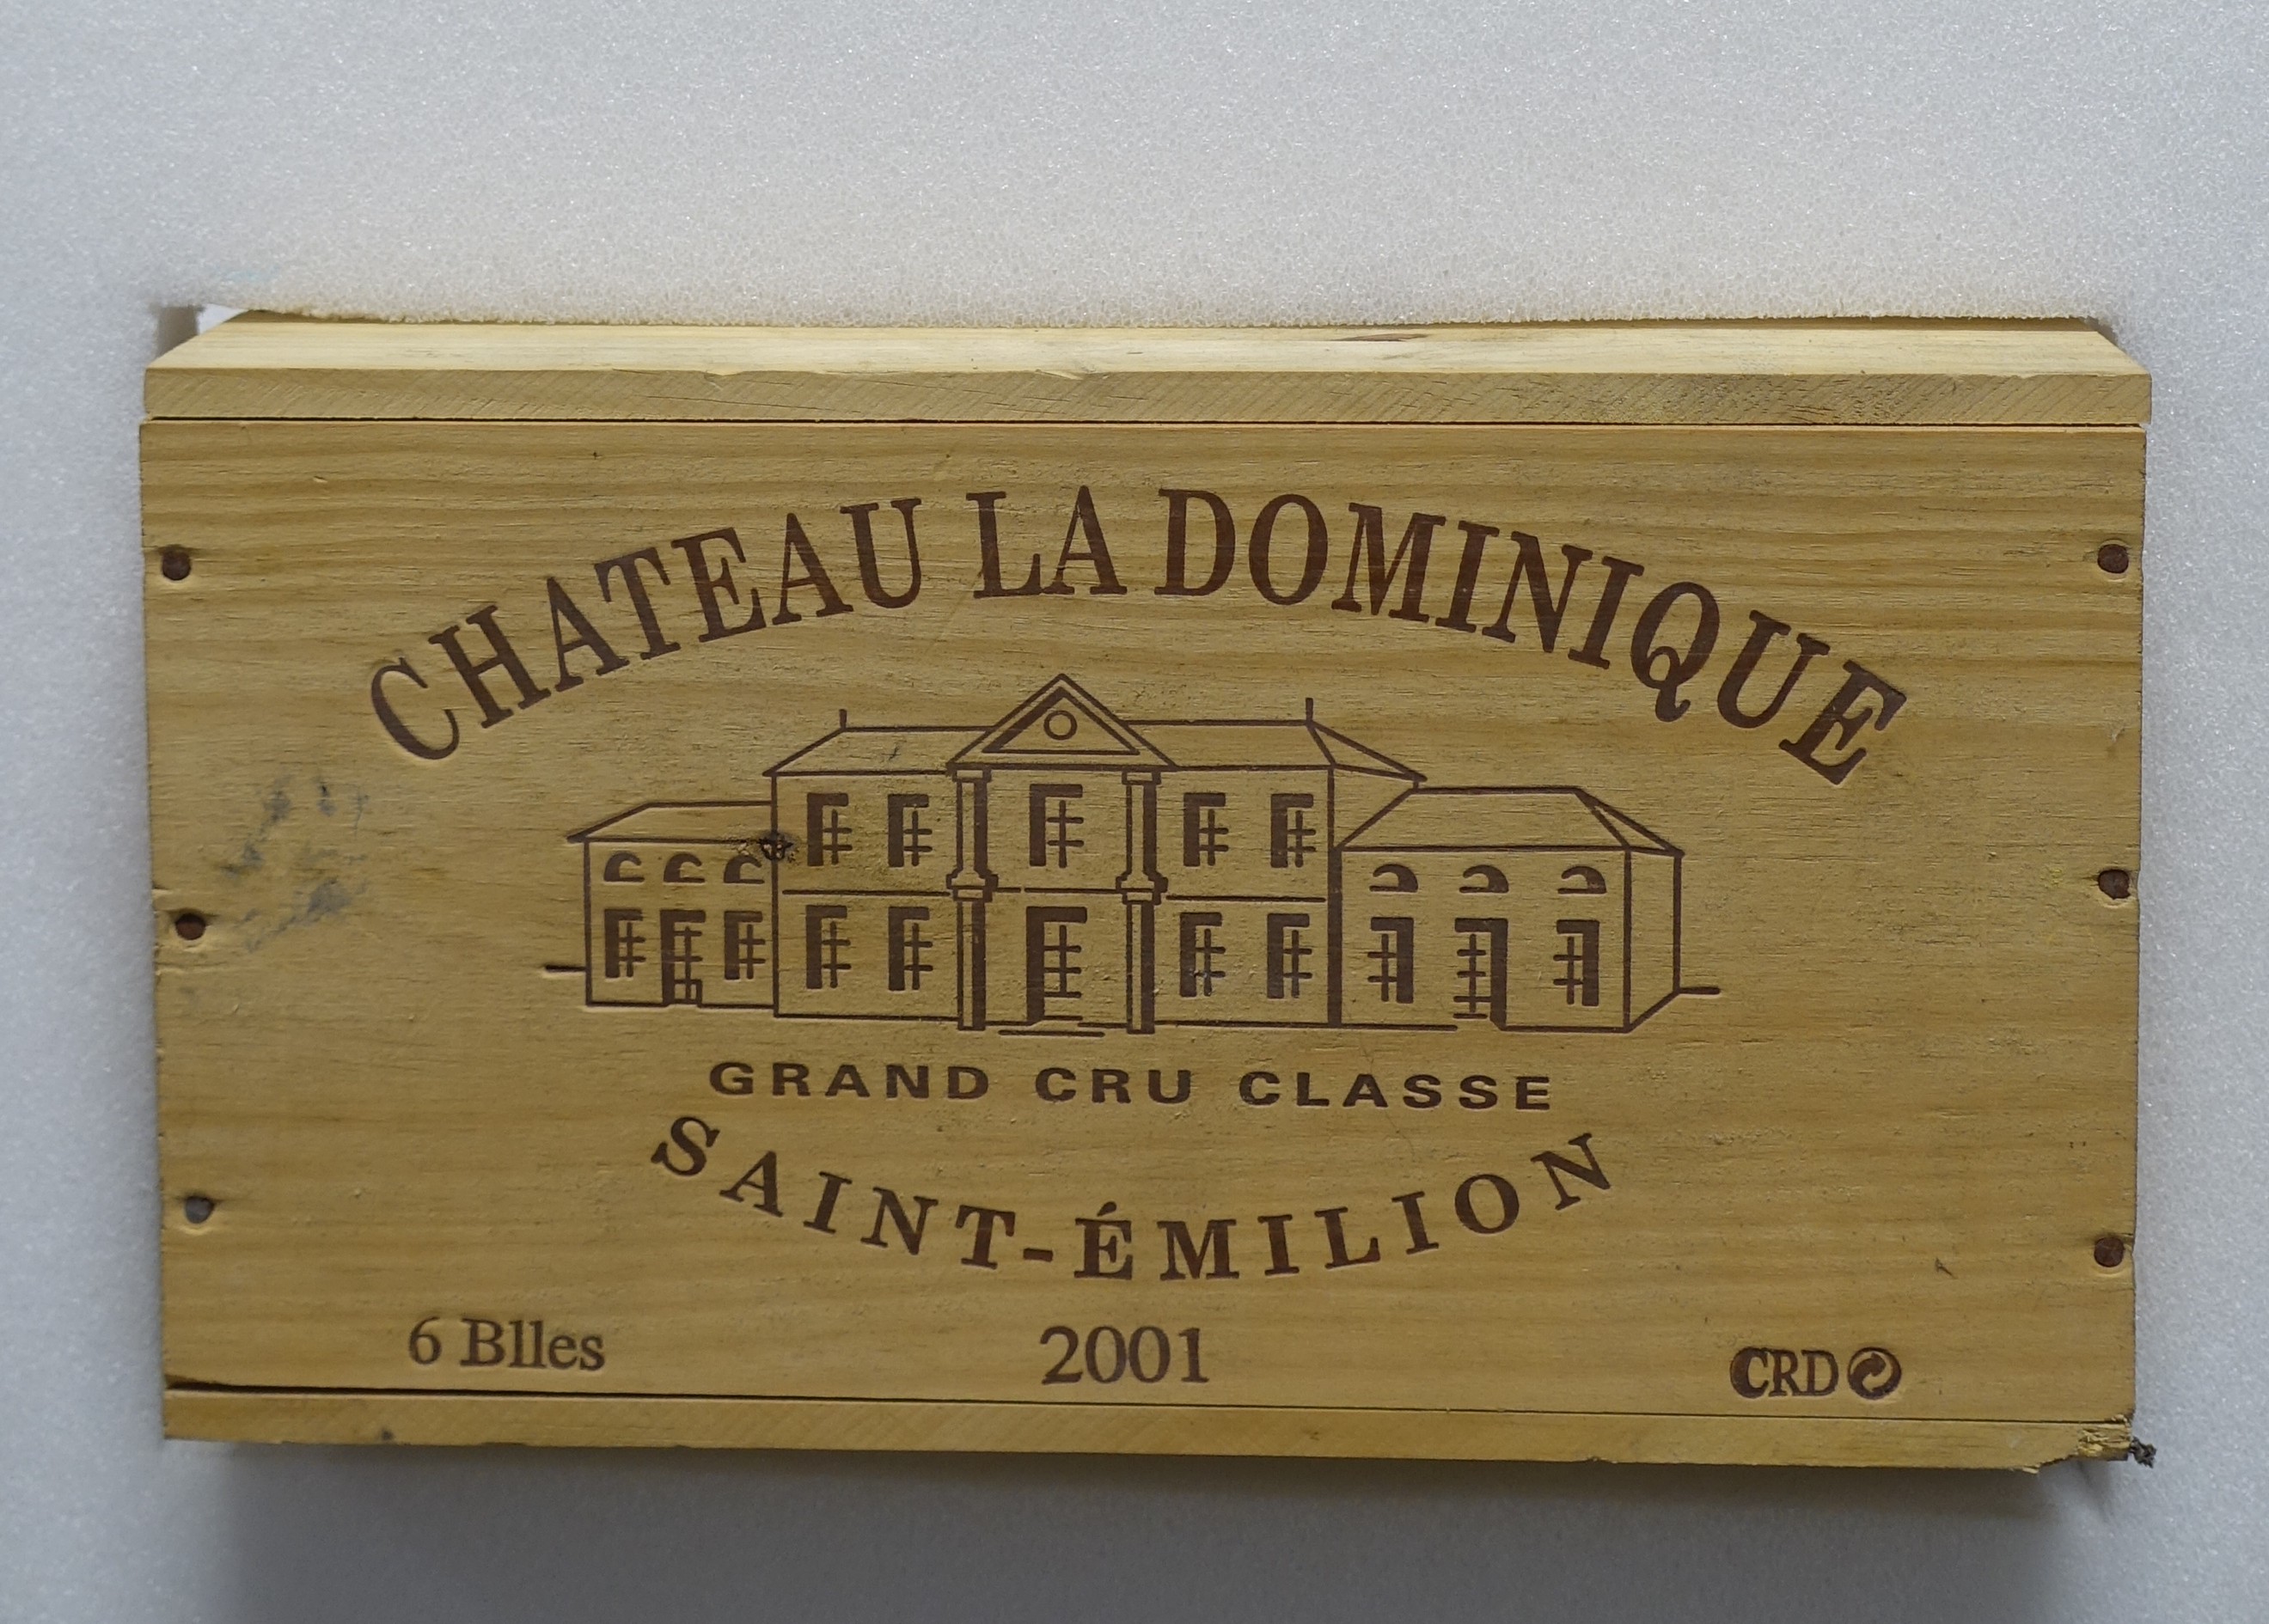 CHATEAU LA DOMINIQUE
GRAND CRU CLASSE
SAINT-ÉMILION
6 Blles
2001
CRD